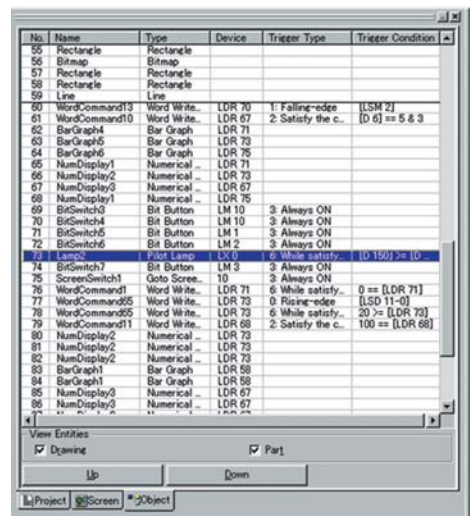 No. Name Type Device Trigger Type Trigger Condition
55 Rectangle Rectangle
56 Bitmap Bitmap
57 Rectangle Rectangle
58 Rectangle Rectangle
59 Line Line
60 WordCommand13 Word Write... LDR 70 1: Falling-edge [LSM 2]
61 WordCommand10 Word Write... LDR 67 2: Satisfy the c... [D 6] == 5 & 3
62 BarGraph4 Bar Graph LDR 71
63 BarGraph5 Bar Graph LDR 73
64 BarGraph6 Bar Graph LDR 75
65 NumDisplay1 Numerical ... LDR 71
66 NumDisplay2 Numerical ... LDR 73
67 NumDisplay3 Numerical ... LDR 67
68 NumDisplay1 Numerical ... LDR 75
69 BitSwitch3 Bit Button LM 10 3: Always ON
70 BitSwitch4 Bit Button LM 10 3: Always ON
71 BitSwitch5 Bit Button LM 1 3: Always ON
72 BitSwitch6 Bit Button LM 2 3: Always ON
73 Lamp2 Pilot Lamp LX 0 6: While satisfy... [D 150] >= [D ...
74 BitSwitch7 Bit Button LM 3 3: Always ON
75 ScreenSwitch1 Goto Scree... 10 3: Always ON
76 WordCommand1 Word Write... LDR 71 6: While satisfy... 0 == [LDR 71]
77 WordCommand65 Word Write... LDR 73 0: Rising-edge [LSD 11-0]
78 WordCommand65 Word Write... LDR 73 6: While satisfy... 20 >= [LDR 73]
79 WordCommand11 Word Write... LDR 68 2: Satisfy the c... 100 == [LDR 68]
80 NumDisplay2 Numerical ... LDR 73
81 NumDisplay2 Numerical ... LDR 73
82 NumDisplay2 Numerical ... LDR 73
83 BarGraph1 Bar Graph LDR 58
84 BarGraph1 Bar Graph LDR 58
85 NumDisplay3 Numerical ... LDR 67
86 NumDisplay3 Numerical ... LDR 67
View Entities
Drawing Part
Up Down
Project Screen *Object